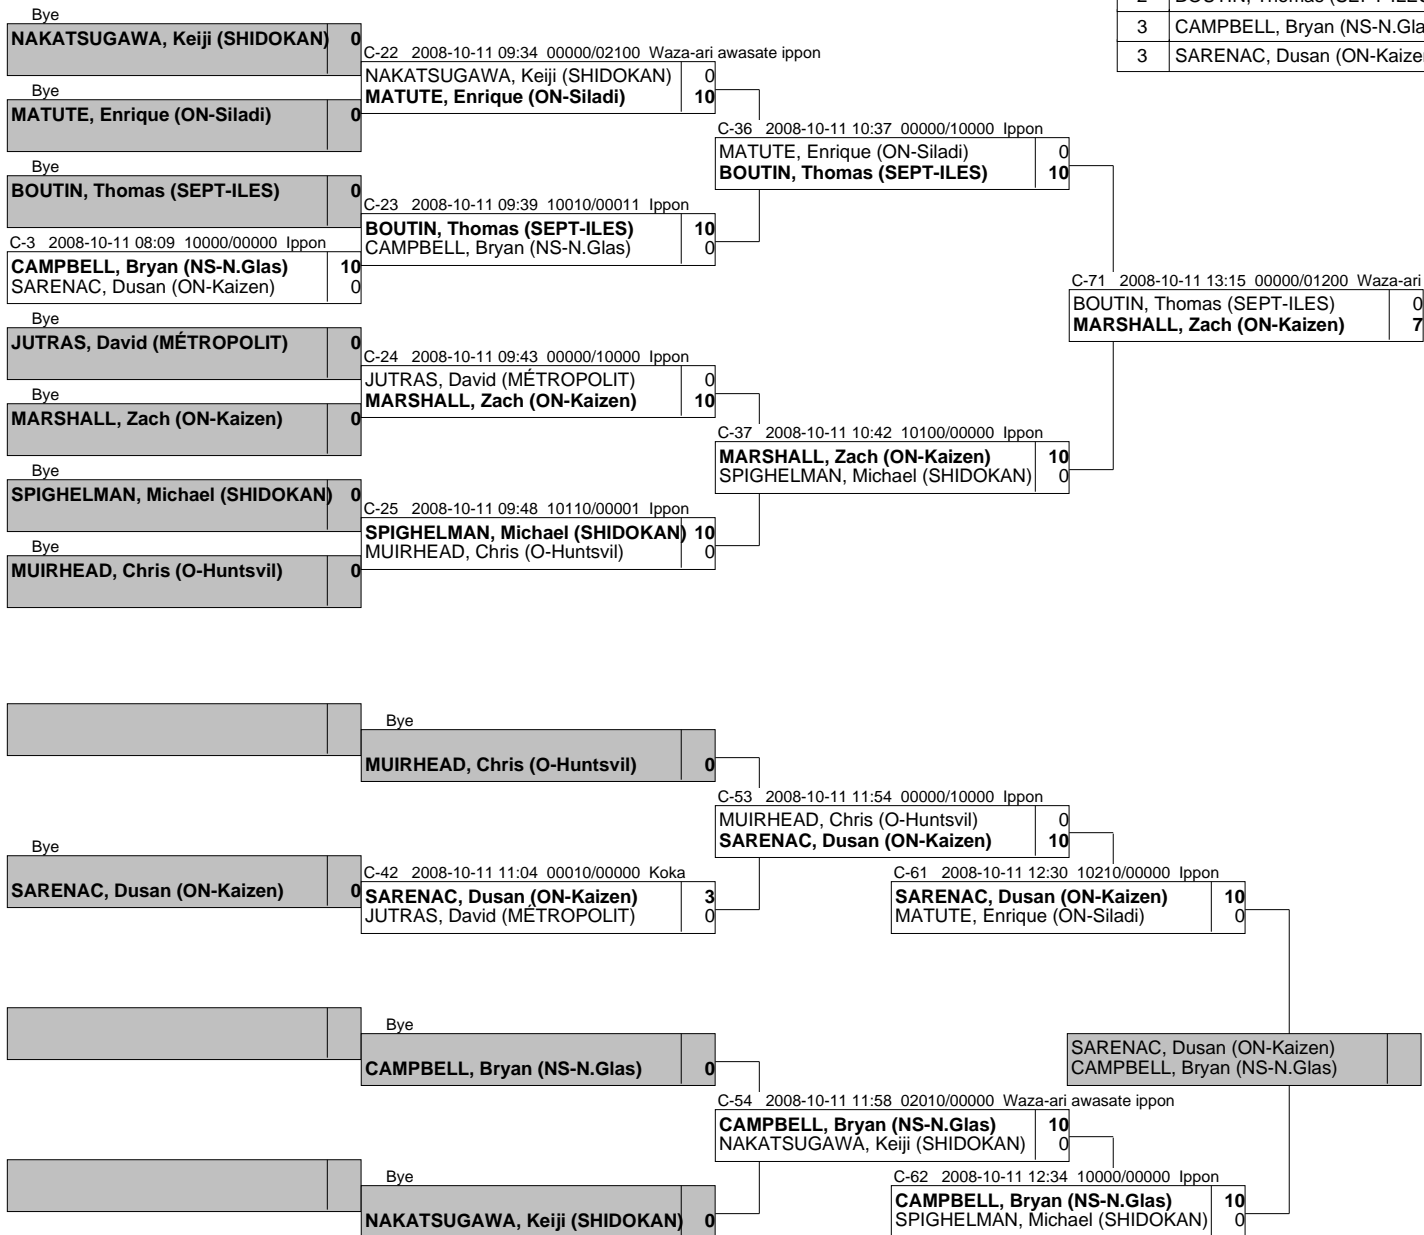 2 BOUTIN, Thomas (SEPT-ILES
3 CAMPBELL, Bryan (NS-N.Gla
3 SARENAC, Dusan (ON-Kaize
Bye
NAKATSUGAWA, Keiji (SHIDOKAN) 0
C-22 2008-10-11 09:34 00000/02100 Waza-ari awasate ippon
NAKATSUGAWA, Keiji (SHIDOKAN) 0
MATUTE, Enrique (ON-Siladi) 10
Bye
MATUTE, Enrique (ON-Siladi) 0
C-36 2008-10-11 10:37 00000/10000 Ippon
MATUTE, Enrique (ON-Siladi) 0
BOUTIN, Thomas (SEPT-ILES) 10
Bye
BOUTIN, Thomas (SEPT-ILES) 0
C-23 2008-10-11 09:39 10010/00011 Ippon
BOUTIN, Thomas (SEPT-ILES) 10
CAMPBELL, Bryan (NS-N.Glas) 0
C-3 2008-10-11 08:09 10000/00000 Ippon
CAMPBELL, Bryan (NS-N.Glas) 10
SARENAC, Dusan (ON-Kaizen) 0
C-71 2008-10-11 13:15 00000/01200 Waza-ari
BOUTIN, Thomas (SEPT-ILES) 0
MARSHALL, Zach (ON-Kaizen) 7
Bye
JUTRAS, David (MÉTROPOLIT) 0
C-24 2008-10-11 09:43 00000/10000 Ippon
JUTRAS, David (MÉTROPOLIT) 0
MARSHALL, Zach (ON-Kaizen) 10
Bye
MARSHALL, Zach (ON-Kaizen) 0
C-37 2008-10-11 10:42 10100/00000 Ippon
MARSHALL, Zach (ON-Kaizen) 10
SPIGHELMAN, Michael (SHIDOKAN) 0
Bye
SPIGHELMAN, Michael (SHIDOKAN) 0
C-25 2008-10-11 09:48 10110/00001 Ippon
SPIGHELMAN, Michael (SHIDOKAN) 10
MUIRHEAD, Chris (O-Huntsvil) 0
Bye
MUIRHEAD, Chris (O-Huntsvil) 0
Bye
MUIRHEAD, Chris (O-Huntsvil) 0
C-53 2008-10-11 11:54 00000/10000 Ippon
MUIRHEAD, Chris (O-Huntsvil) 0
SARENAC, Dusan (ON-Kaizen) 10
Bye
SARENAC, Dusan (ON-Kaizen) 0
C-42 2008-10-11 11:04 00010/00000 Koka
SARENAC, Dusan (ON-Kaizen) 3
JUTRAS, David (MÉTROPOLIT) 0
C-61 2008-10-11 12:30 10210/00000 Ippon
SARENAC, Dusan (ON-Kaizen) 10
MATUTE, Enrique (ON-Siladi) 0
Bye
CAMPBELL, Bryan (NS-N.Glas) 0
SARENAC, Dusan (ON-Kaizen)
CAMPBELL, Bryan (NS-N.Glas)
C-54 2008-10-11 11:58 02010/00000 Waza-ari awasate ippon
CAMPBELL, Bryan (NS-N.Glas) 10
NAKATSUGAWA, Keiji (SHIDOKAN) 0
Bye
NAKATSUGAWA, Keiji (SHIDOKAN) 0
C-62 2008-10-11 12:34 10000/00000 Ippon
CAMPBELL, Bryan (NS-N.Glas) 10
SPIGHELMAN, Michael (SHIDOKAN) 0